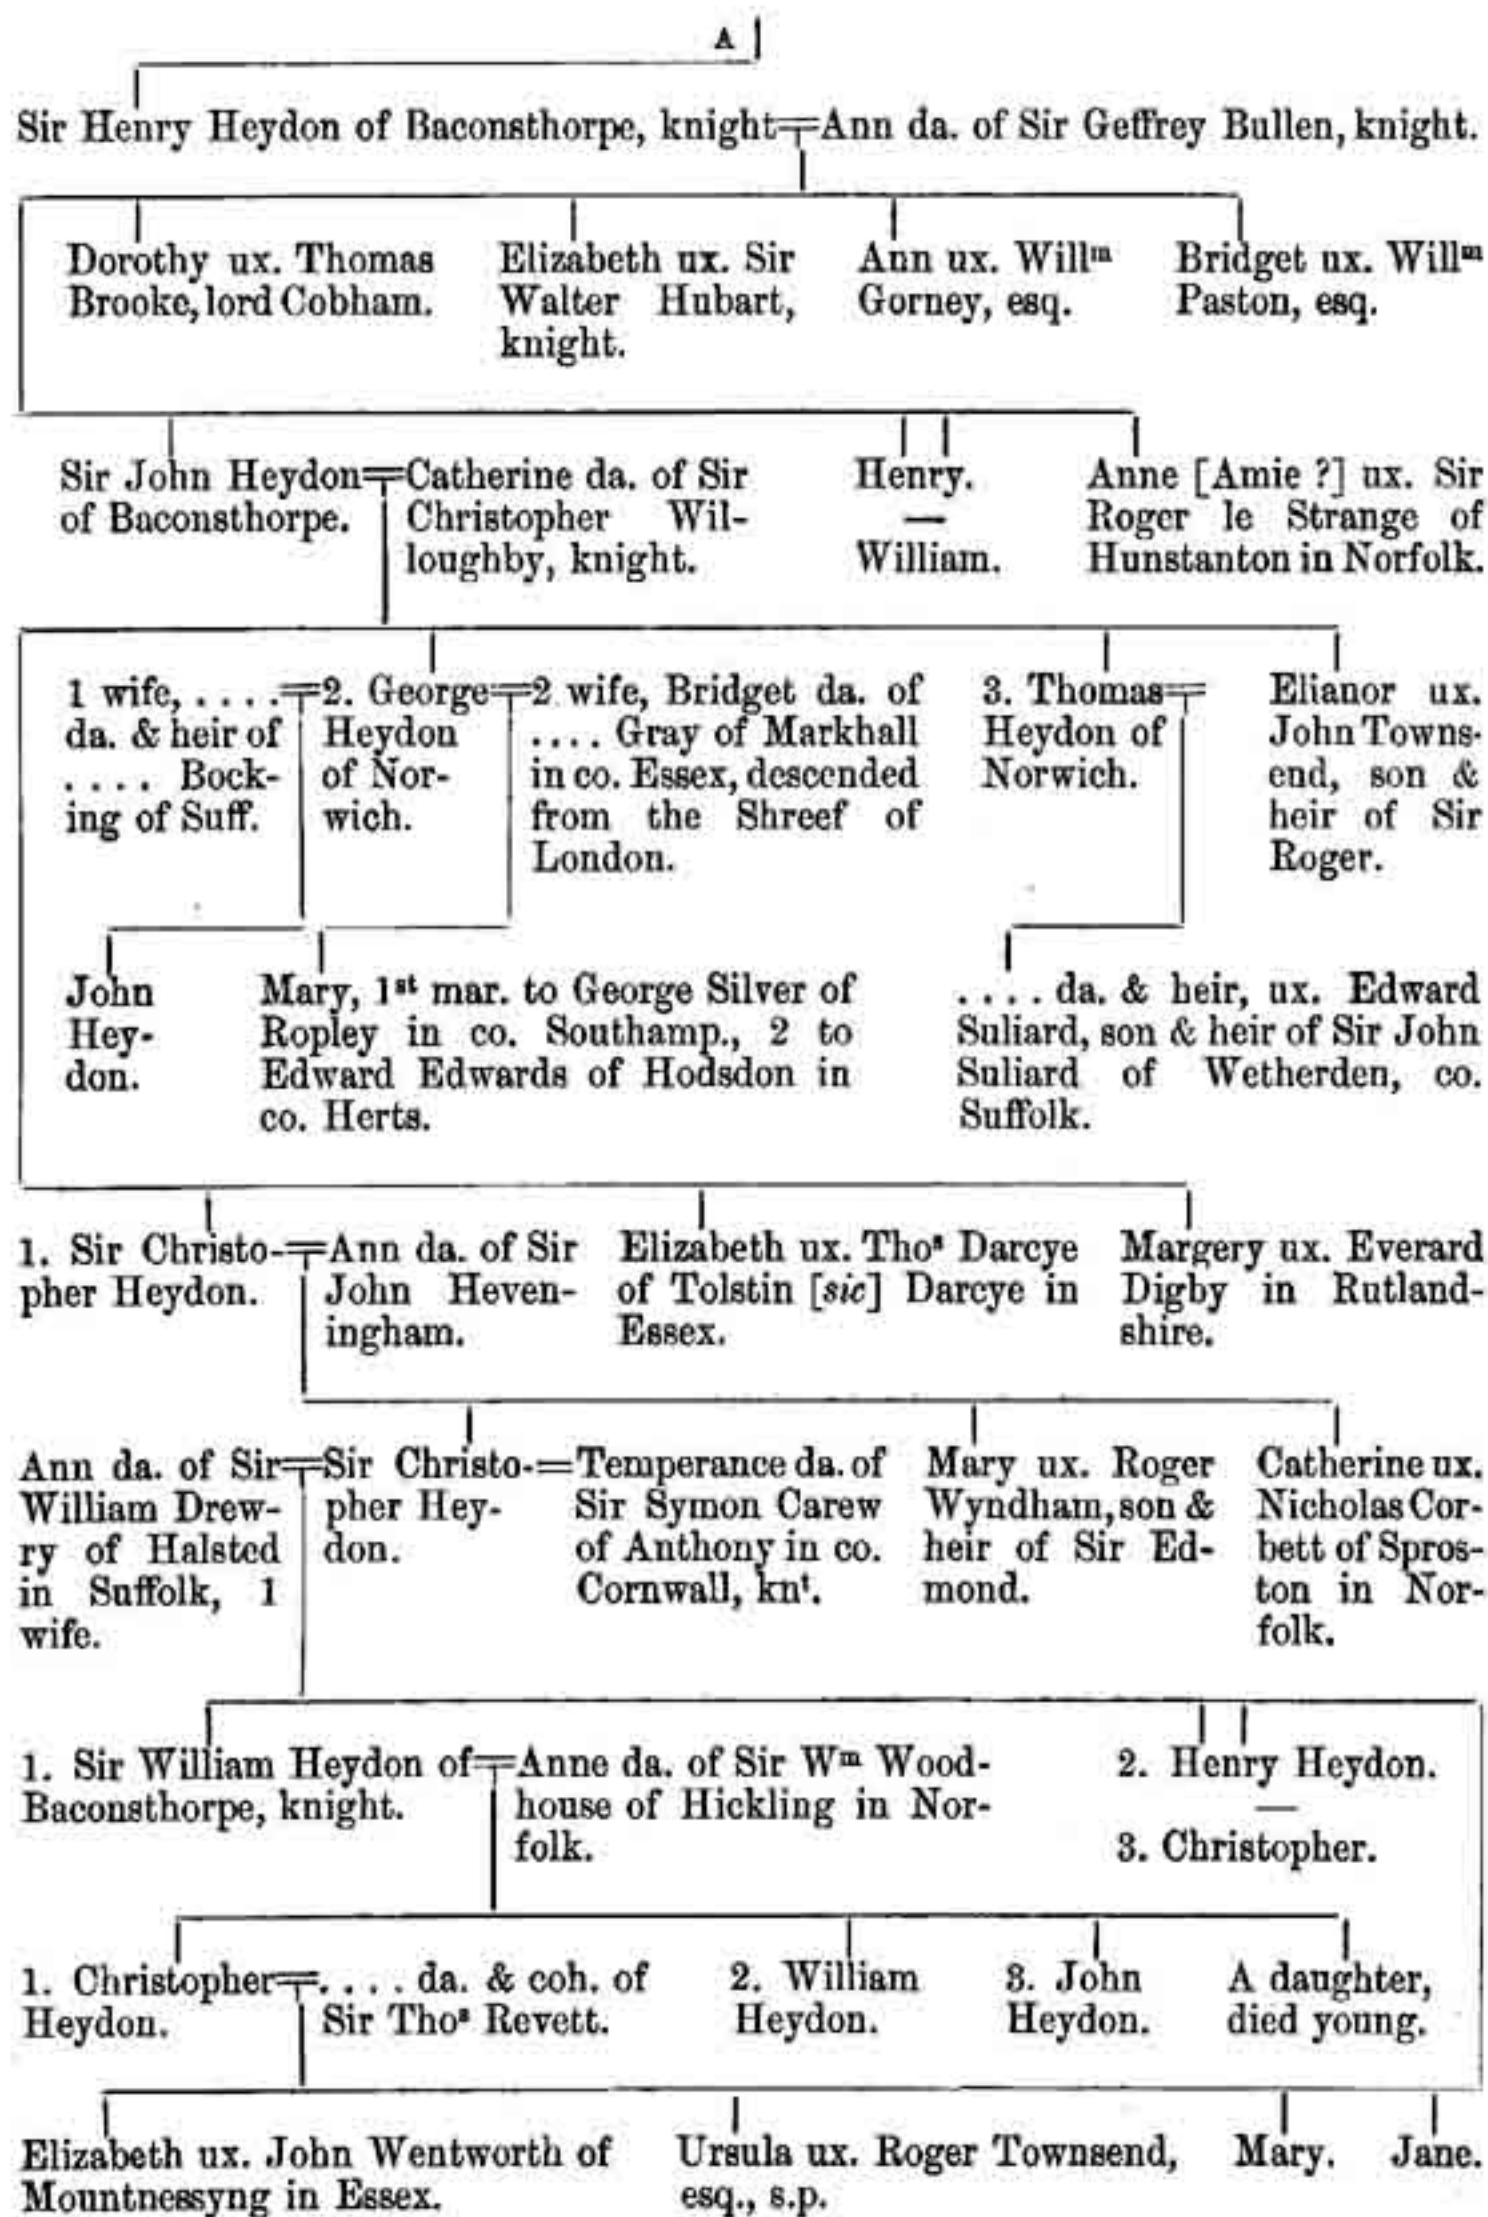 A
Sir Henry Heydon of Baconsthorpe, knight=Ann da. of Sir Geffrey Bullen, knight.
Dorothy ux. Thomas
Brooke, lord Cobham.
Elizabeth ux. Sir
Walter Hubart,
knight.
Ann ux. Willᵐ
Gorney, esq.
Bridget ux. Willᵐ
Paston, esq.
Sir John Heydon=
of Baconsthorpe.
Catherine da. of Sir
Christopher Wil-
loughby, knight.
Henry.
—
William.
Anne [Amie ?] ux. Sir
Roger le Strange of
Hunstanton in Norfolk.
1 wife, . . . .=
da. & heir of
. . . . Bock-
ing of Suff.
2. George=
Heydon
of Nor-
wich.
2 wife, Bridget da. of
. . . . Gray of Markhall
in co. Essex, descended
from the Shreef of
London.
3. Thomas=
Heydon of
Norwich.
Elianor ux.
John Towns-
end, son &
heir of Sir
Roger.
John
Hey-
don.
Mary, 1ˢᵗ mar. to George Silver of
Ropley in co. Southamp., 2 to
Edward Edwards of Hodsdon in
co. Herts.
. . . . da. & heir, ux. Edward
Suliard, son & heir of Sir John
Suliard of Wetherden, co.
Suffolk.
1. Sir Christo-=
pher Heydon.
Ann da. of Sir
John Heven-
ingham.
Elizabeth ux. Thoˢ Darcye
of Tolstin [sic] Darcye in
Essex.
Margery ux. Everard
Digby in Rutland-
shire.
Ann da. of Sir=
William Drew-
ry of Halsted
in Suffolk, 1
wife.
Sir Christo-=
pher Hey-
don.
Temperance da. of
Sir Symon Carew
of Anthony in co.
Cornwall, knᵗ.
Mary ux. Roger
Wyndham, son &
heir of Sir Ed-
mond.
Catherine ux.
Nicholas Cor-
bett of Spros-
ton in Nor-
folk.
1. Sir William Heydon of=
Baconsthorpe, knight.
Anne da. of Sir Wᵐ Wood-
house of Hickling in Nor-
folk.
2. Henry Heydon.
—
3. Christopher.
1. Christopher=
Heydon.
. . . . da. & coh. of
Sir Thoˢ Revett.
2. William
Heydon.
3. John
Heydon.
A daughter,
died young.
Elizabeth ux. John Wentworth of
Mountnessyng in Essex.
Ursula ux. Roger Townsend,
esq., s.p.
Mary.
Jane.